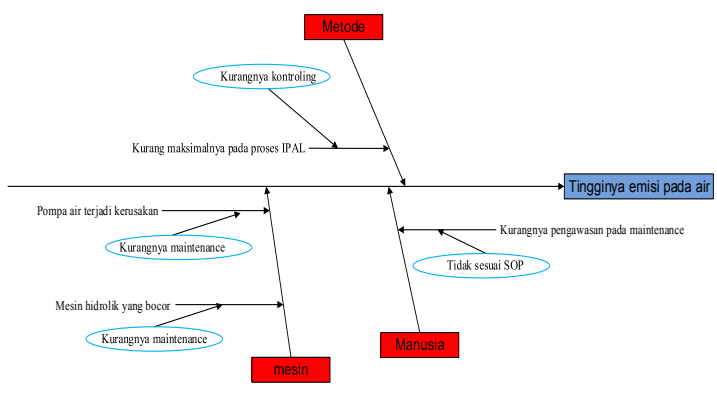 Metode
Kurangnya kontroling
Kurang maksimalnya pada proses IPAL
Tingginya emisi pada air
Pompa air terjadi kerusakan
Kurangnya maintenance
Kurangnya pengawasan pada maintenance
Tidak sesuai SOP
Mesin hidrolik yang bocor
Kurangnya maintenance
Manusia
mesin